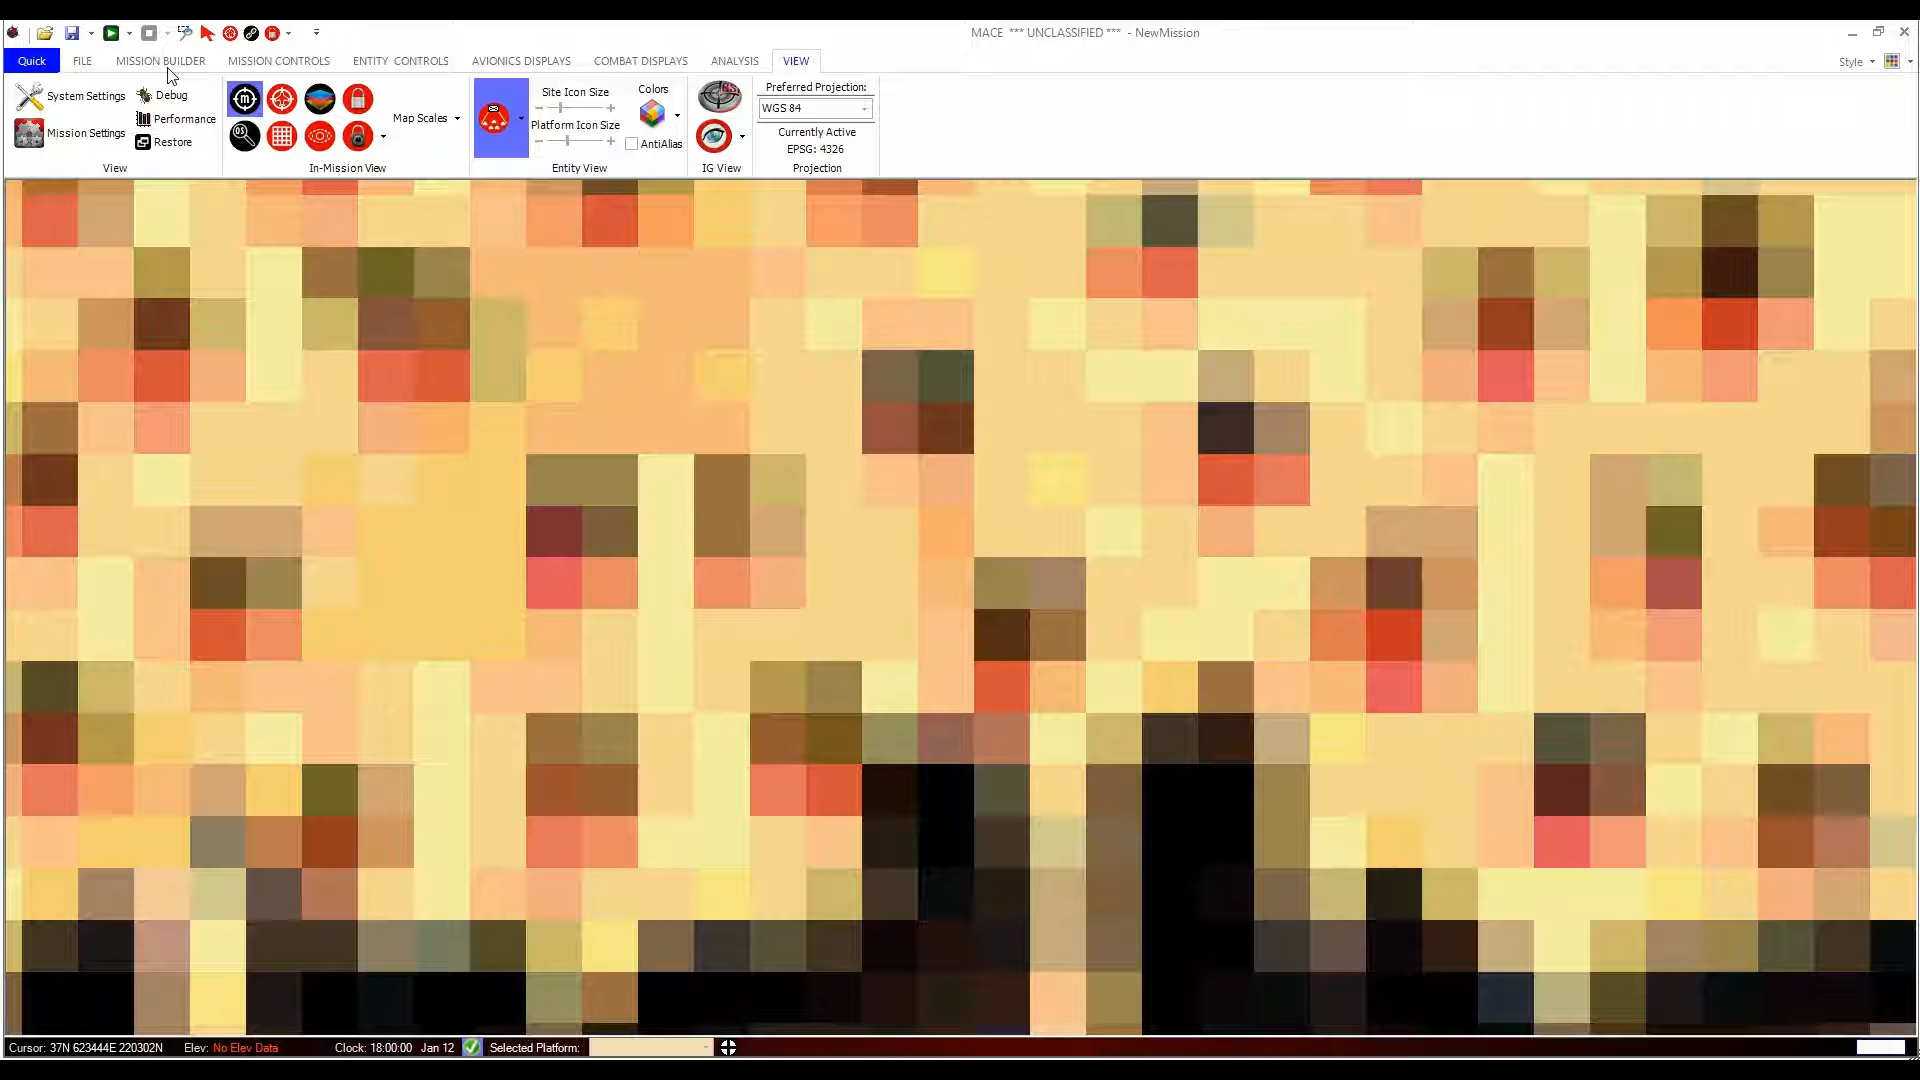 MACE *** UNCLASSIFIED *** - NewMission
Quick FILE MISSION BUILDER MISSION CONTROLS ENTITY CONTROLS AVIONICS DISPLAYS COMBAT DISPLAYS ANALYSIS VIEW Style
System Settings
Mission Settings
Debug
Performance
Restore
View
Map Scales
In-Mission View
Site Icon Size
Platform Icon Size
Colors
AntiAlias
Entity View
IG View
Preferred Projection:
WGS 84
Currently Active
EPSG: 4326
Projection
Cursor: 37N 623444E 220302N Elev: No Elev Data Clock: 18:00:00 Jan 12 Selected Platform: